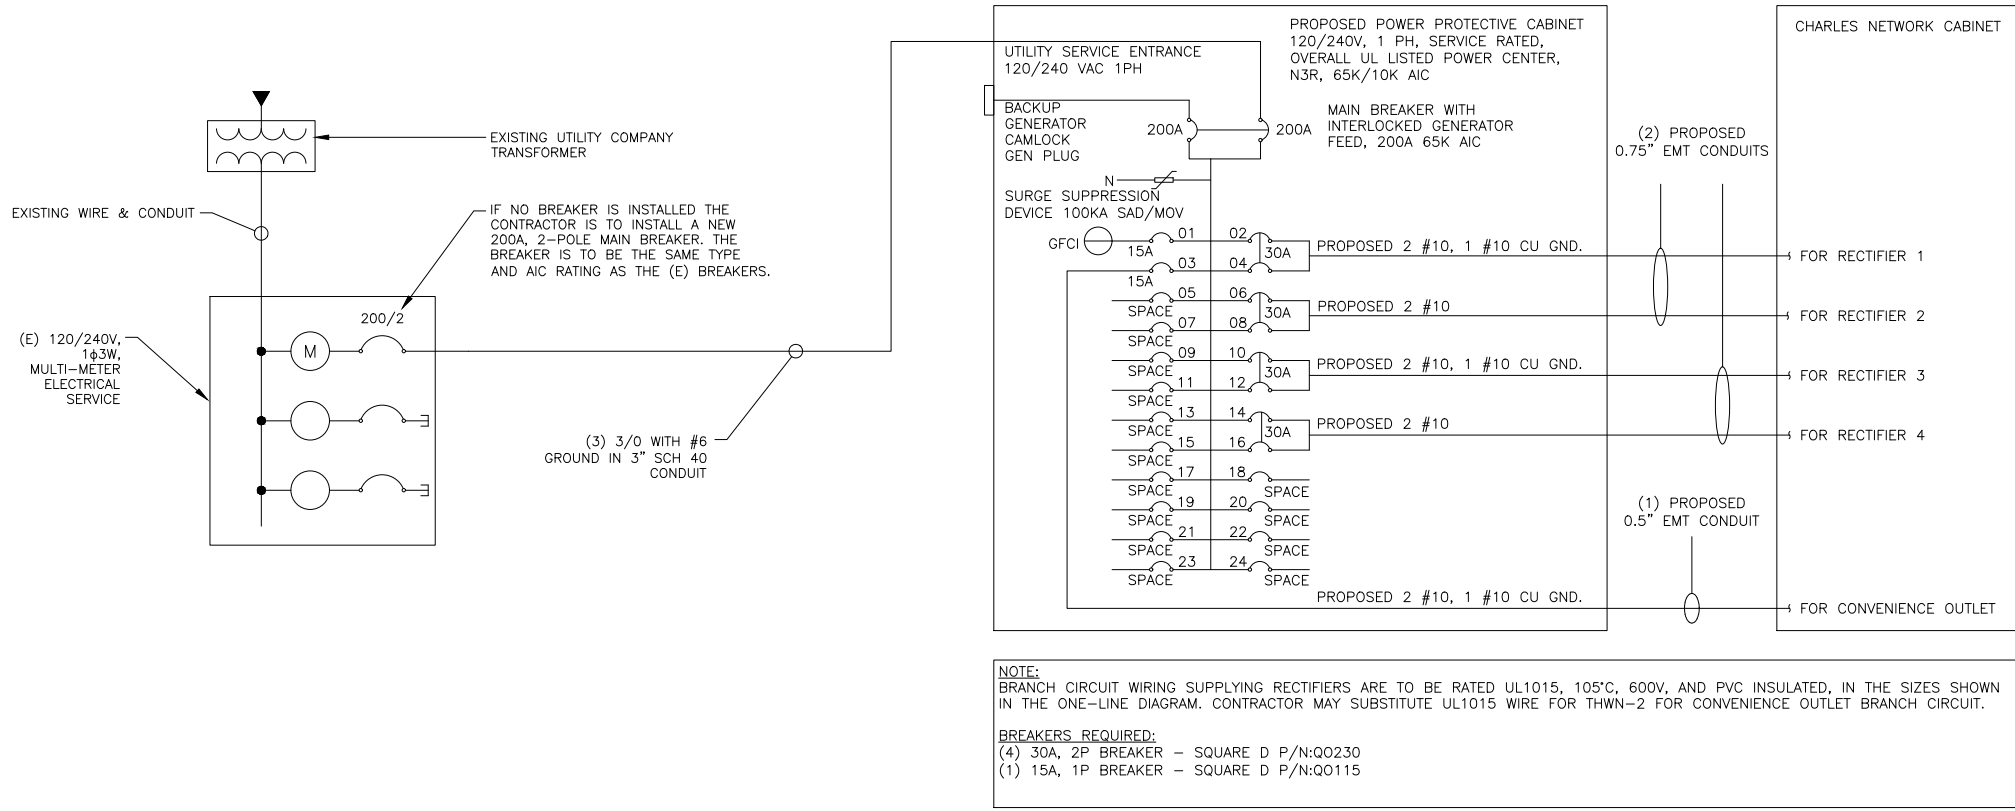 EXISTING UTILITY COMPANY
TRANSFORMER
EXISTING WIRE & CONDUIT
IF NO BREAKER IS INSTALLED THE
CONTRACTOR IS TO INSTALL A NEW
200A, 2-POLE MAIN BREAKER. THE
BREAKER IS TO BE THE SAME TYPE
AND AIC RATING AS THE (E) BREAKERS.
200/2
(E) 120/240V,
1ϕ3W,
MULTI-METER
ELECTRICAL
SERVICE
M
(3) 3/0 WITH #6
GROUND IN 3" SCH 40
CONDUIT
UTILITY SERVICE ENTRANCE
120/240 VAC 1PH
PROPOSED POWER PROTECTIVE CABINET
120/240V, 1 PH, SERVICE RATED,
OVERALL UL LISTED POWER CENTER,
N3R, 65K/10K AIC
BACKUP
GENERATOR
CAMLOCK
GEN PLUG
200A
200A
MAIN BREAKER WITH
INTERLOCKED GENERATOR
FEED, 200A 65K AIC
N
SURGE SUPPRESSION
DEVICE 100KA SAD/MOV
GFCI
15A
01
02
30A
PROPOSED 2 #10, 1 #10 CU GND.
15A
03
04
SPACE
05
06
30A
PROPOSED 2 #10
SPACE
07
08
SPACE
09
10
30A
PROPOSED 2 #10, 1 #10 CU GND.
SPACE
11
12
SPACE
13
14
30A
PROPOSED 2 #10
SPACE
15
16
SPACE
17
18
SPACE
SPACE
19
20
SPACE
SPACE
21
22
SPACE
SPACE
23
24
SPACE
PROPOSED 2 #10, 1 #10 CU GND.
(2) PROPOSED
0.75" EMT CONDUITS
(1) PROPOSED
0.5" EMT CONDUIT
CHARLES NETWORK CABINET
FOR RECTIFIER 1
FOR RECTIFIER 2
FOR RECTIFIER 3
FOR RECTIFIER 4
FOR CONVENIENCE OUTLET
NOTE:
BRANCH CIRCUIT WIRING SUPPLYING RECTIFIERS ARE TO BE RATED UL1015, 105°C, 600V, AND PVC INSULATED, IN THE SIZES SHOWN
IN THE ONE-LINE DIAGRAM. CONTRACTOR MAY SUBSTITUTE UL1015 WIRE FOR THWN-2 FOR CONVENIENCE OUTLET BRANCH CIRCUIT.
BREAKERS REQUIRED:
(4) 30A, 2P BREAKER - SQUARE D P/N:QO230
(1) 15A, 1P BREAKER - SQUARE D P/N:QO115